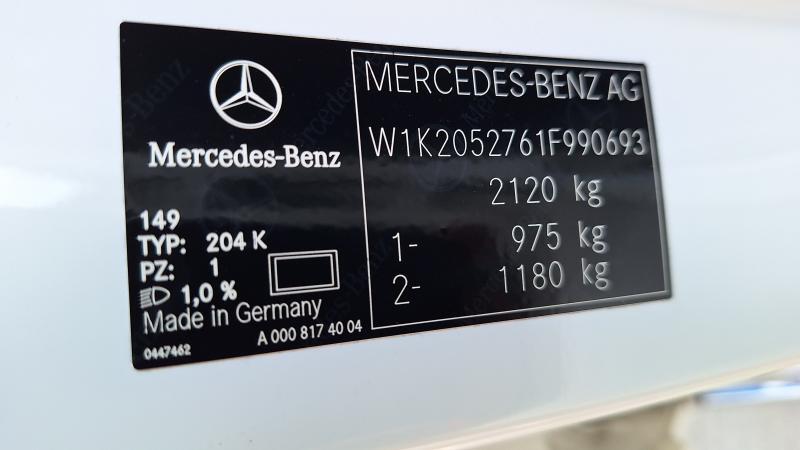 Mercedes-Benz
149
TYP: 204 K
PZ: 1
1,0 %
Made in Germany
0447462
A 000 817 40 04
MERCEDES-BENZ AG
W1K2052761F990693
2120 kg
1- 975 kg
2- 1180 kg